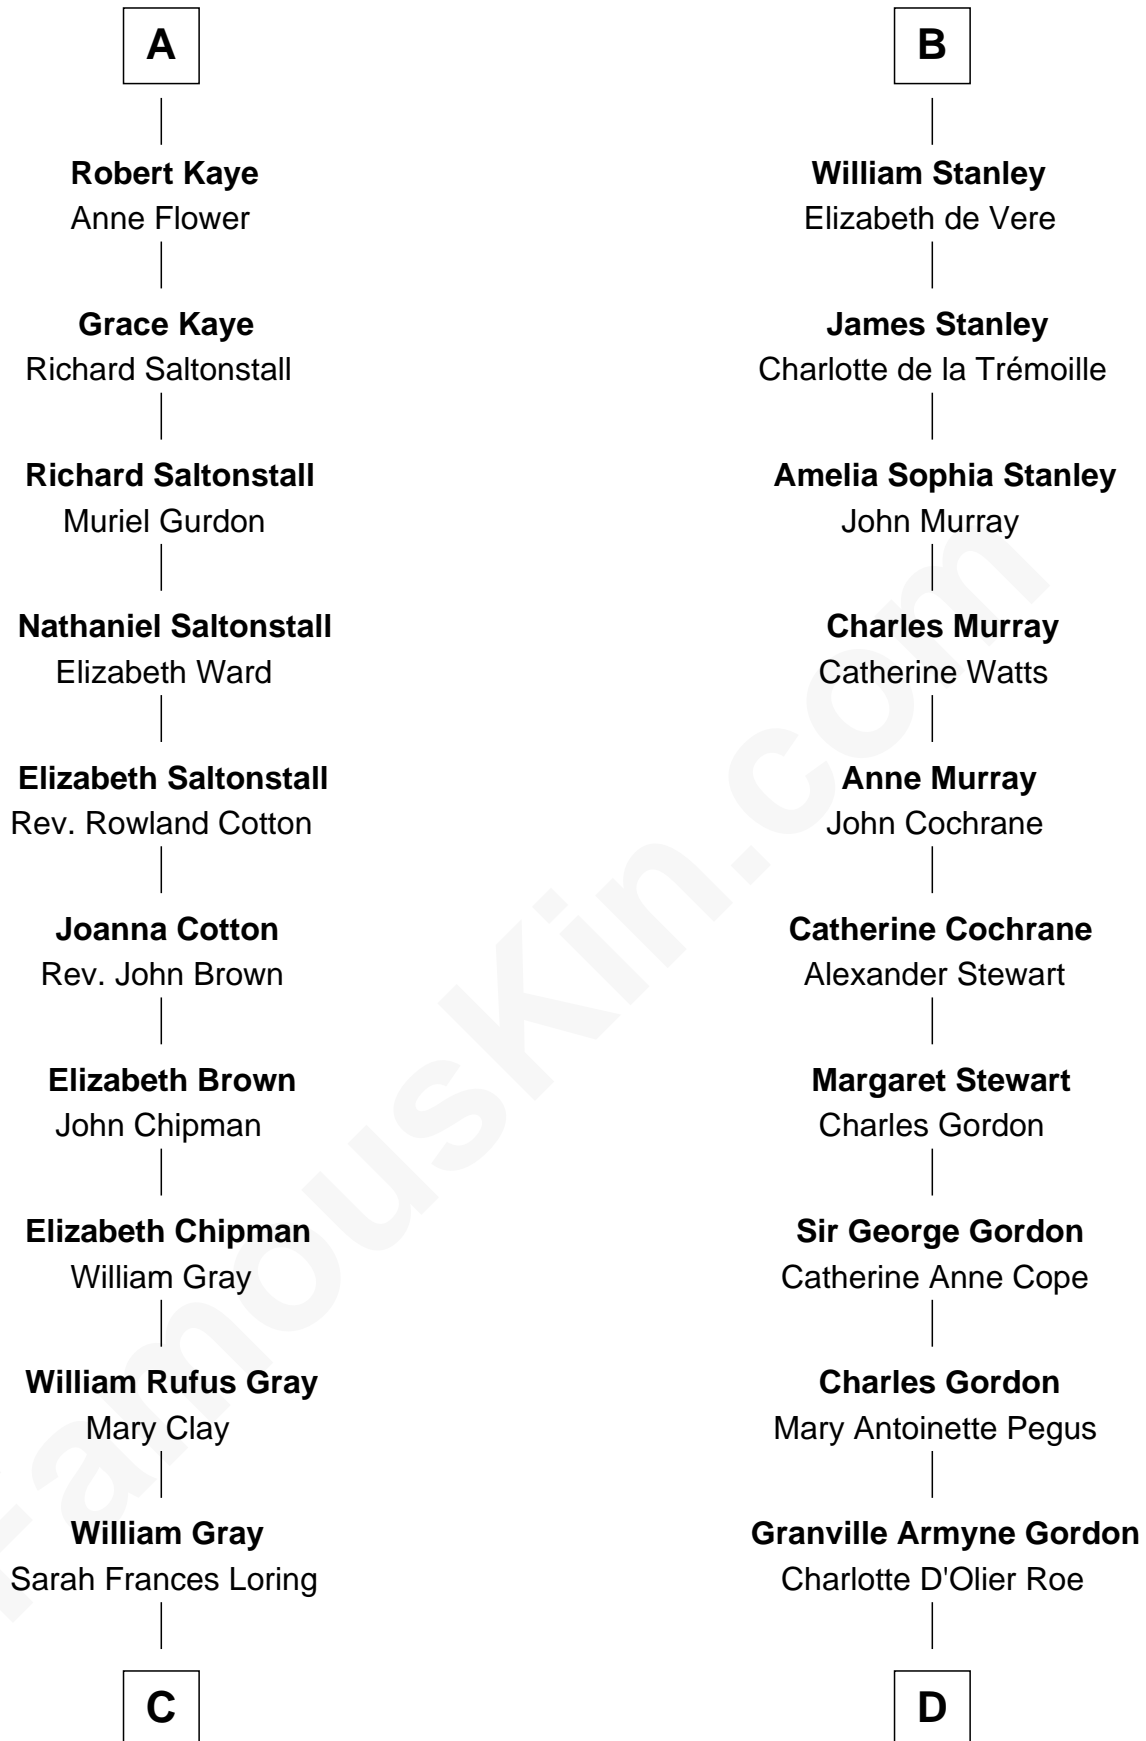 A
Robert Kaye
Anne Flower
Grace Kaye
Richard Saltonstall
Richard Saltonstall
Muriel Gurdon
Nathaniel Saltonstall
Elizabeth Ward
Elizabeth Saltonstall
Rev. Rowland Cotton
Joanna Cotton
Rev. John Brown
Elizabeth Brown
John Chipman
Elizabeth Chipman
William Gray
William Rufus Gray
Mary Clay
William Gray
Sarah Frances Loring
C
B
William Stanley
Elizabeth de Vere
James Stanley
Charlotte de la Trémoille
Amelia Sophia Stanley
John Murray
Charles Murray
Catherine Watts
Anne Murray
John Cochrane
Catherine Cochrane
Alexander Stewart
Margaret Stewart
Charles Gordon
Sir George Gordon
Catherine Anne Cope
Charles Gordon
Mary Antoinette Pegus
Granville Armyne Gordon
Charlotte D'Olier Roe
D
FamousKin.com